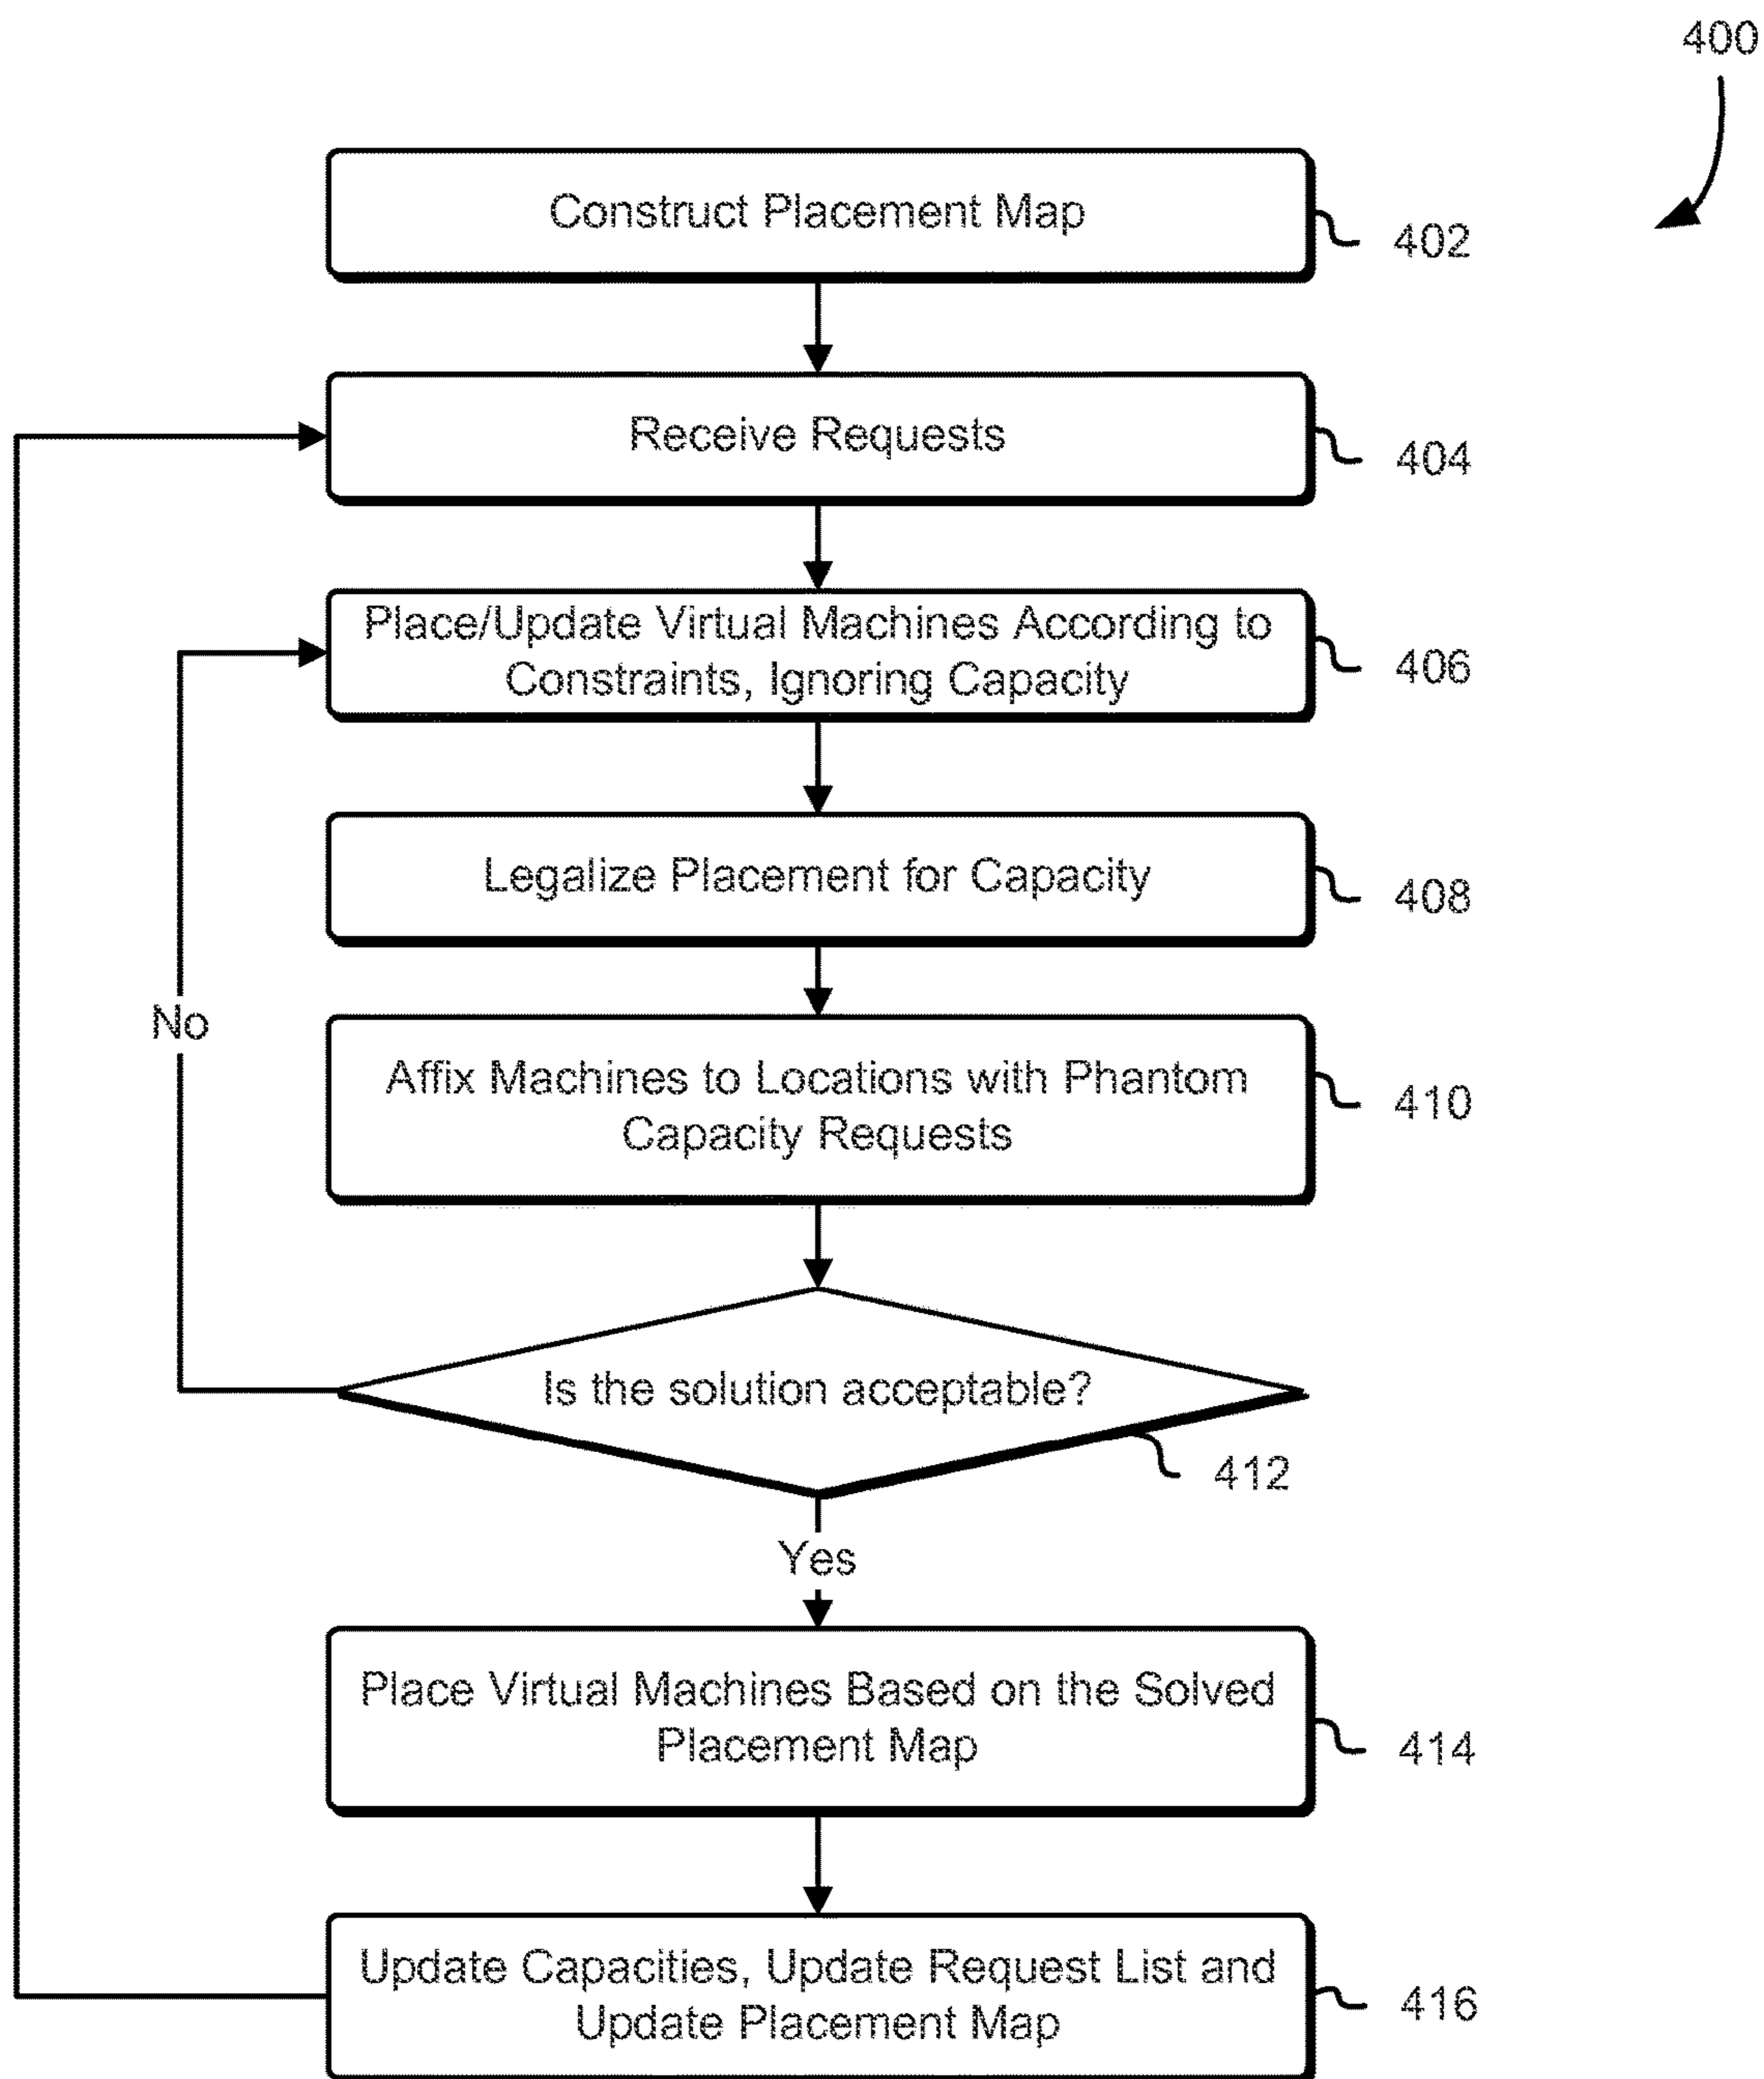 400
Construct Placement Map
402
Receive Requests
404
Place/Update Virtual Machines According to
Constraints, Ignoring Capacity
406
Legalize Placement for Capacity
408
No
Affix Machines to Locations with Phantom
Capacity Requests
410
Is the solution acceptable?
412
Yes
Place Virtual Machines Based on the Solved
Placement Map
414
Update Capacities, Update Request List and
Update Placement Map
416